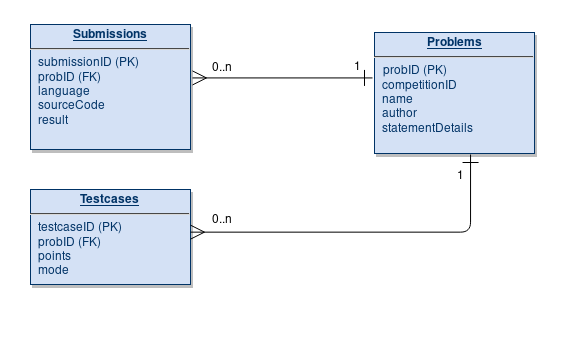 Submissions
submissionID (PK)
probID (FK)
language
sourceCode
result
0..n
1
Problems
probID (PK)
competitionID
name
author
statementDetails
1
Testcases
testcaseID (PK)
probID (FK)
points
mode
0..n